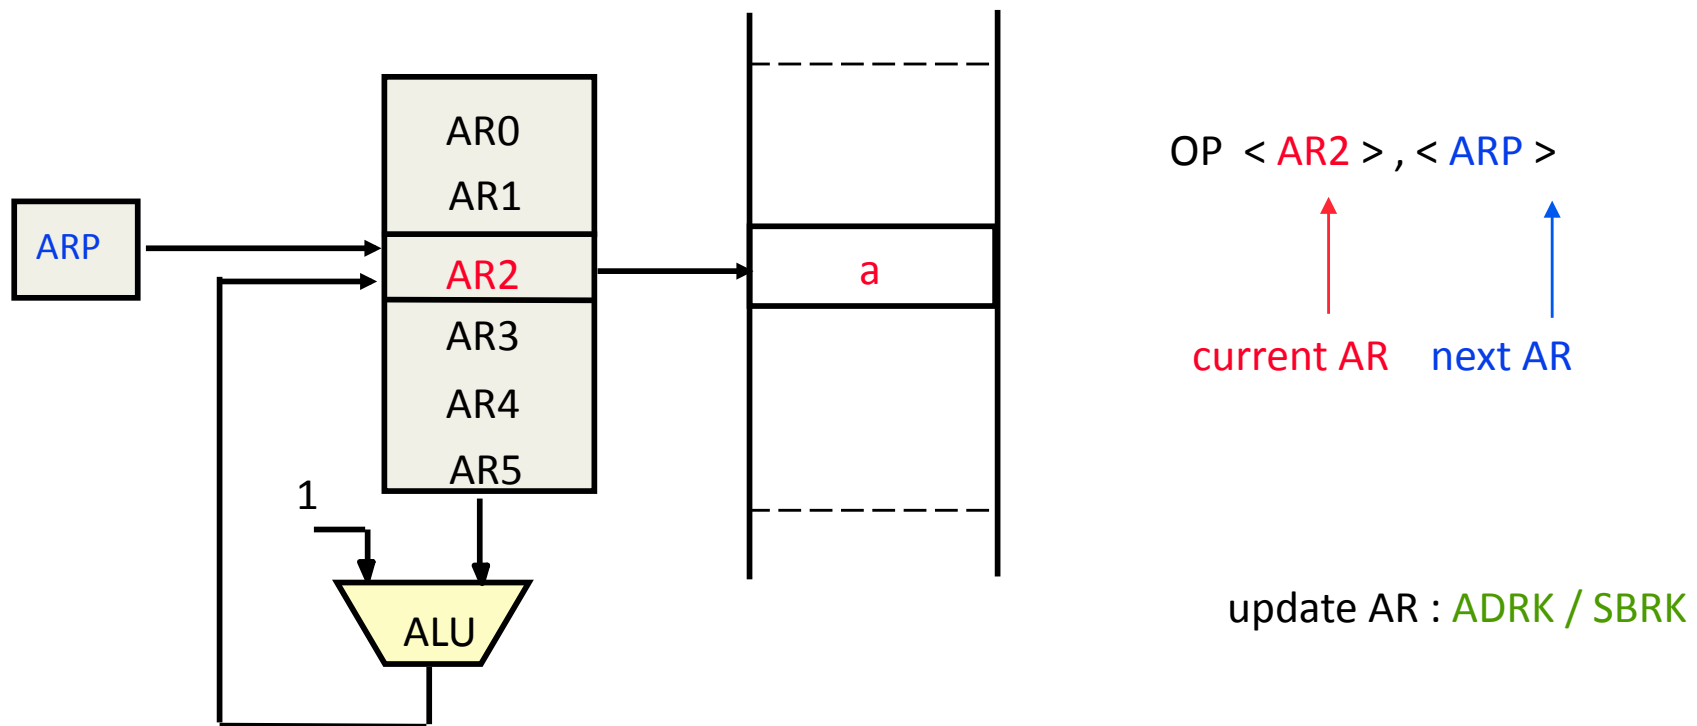 ARP
AR0
AR1
AR2
AR3
AR4
AR5
1
ALU
a
OP < AR2 > , < ARP >
current AR next AR
update AR : ADRK / SBRK